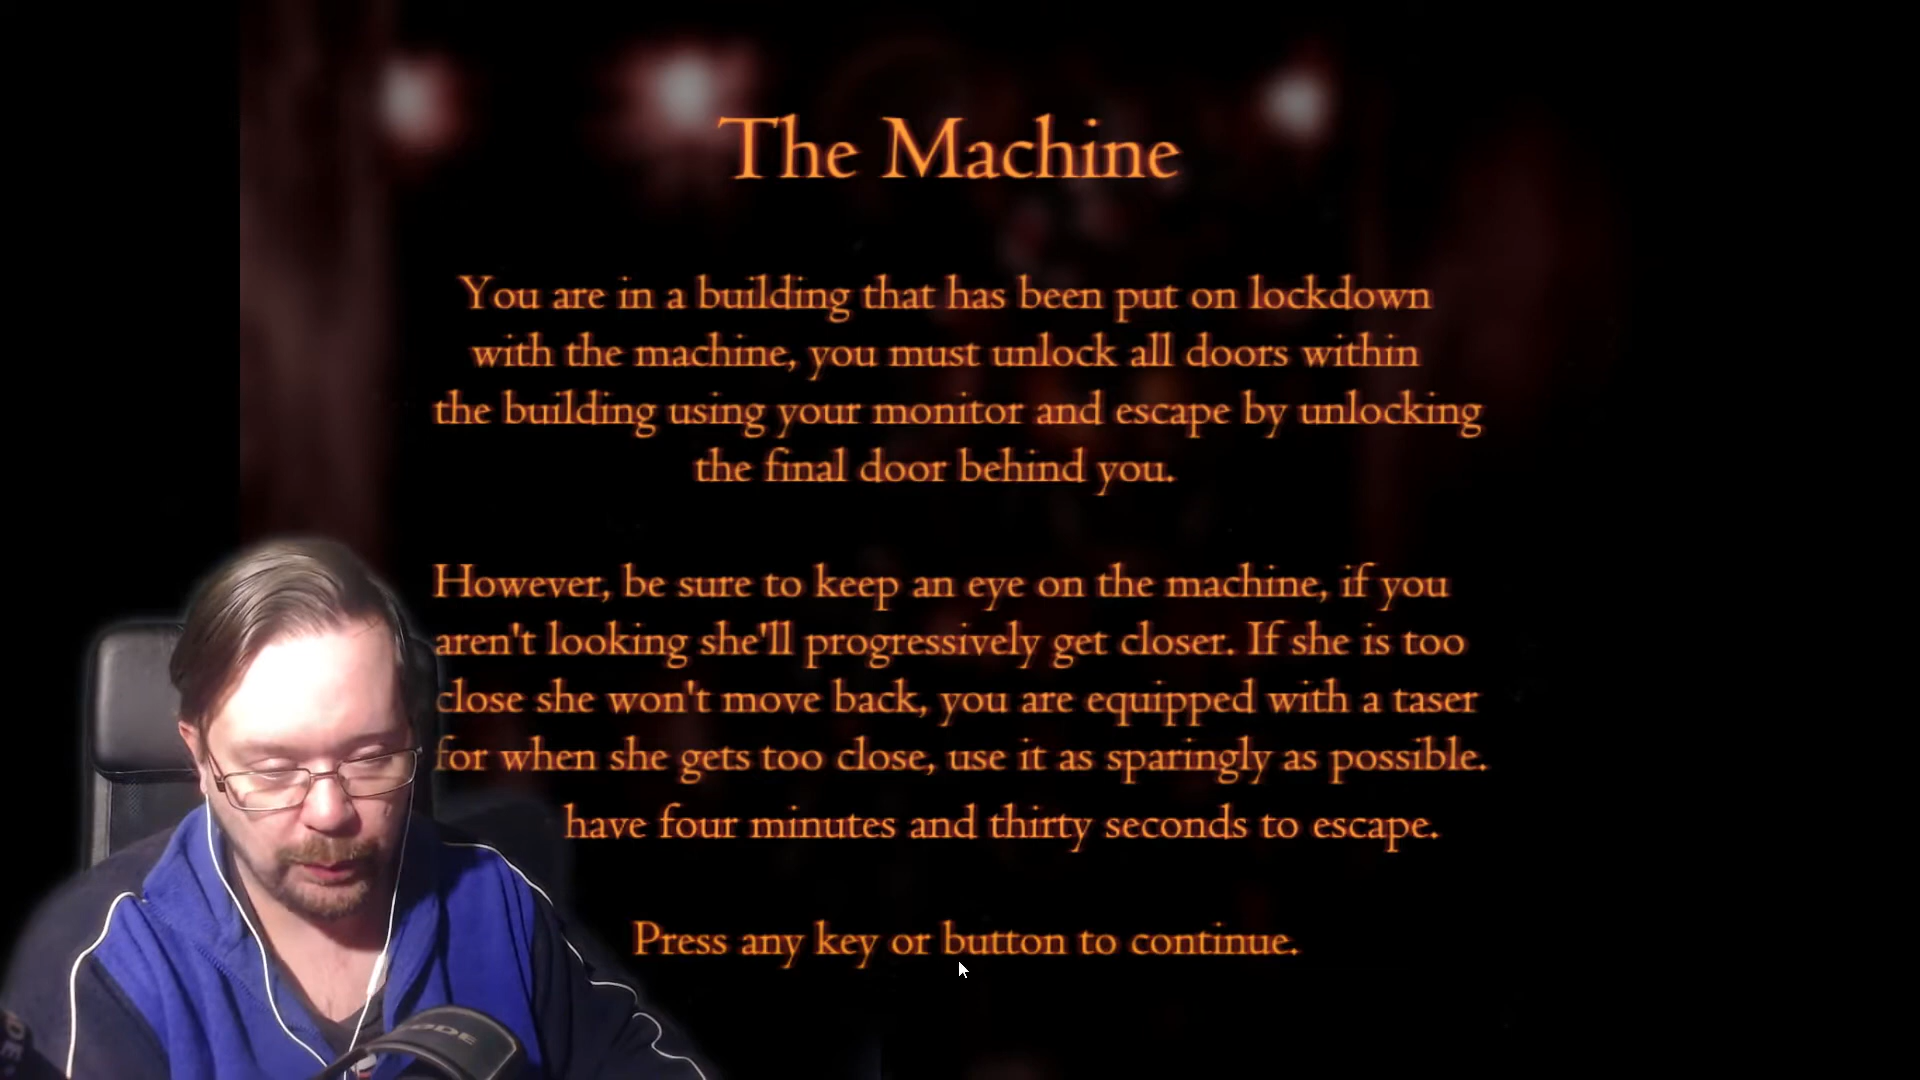 The Machine
You are in a building that has been put on lockdown
with the machine, you must unlock all doors within
the building using your monitor and escape by unlocking
the final door behind you.
However, be sure to keep an eye on the machine, if you
aren't looking she'll progressively get closer. If she is too
close she won't move back, you are equipped with a taser
for when she gets too close, use it as sparingly as possible.
have four minutes and thirty seconds to escape.
Press any key or button to continue.